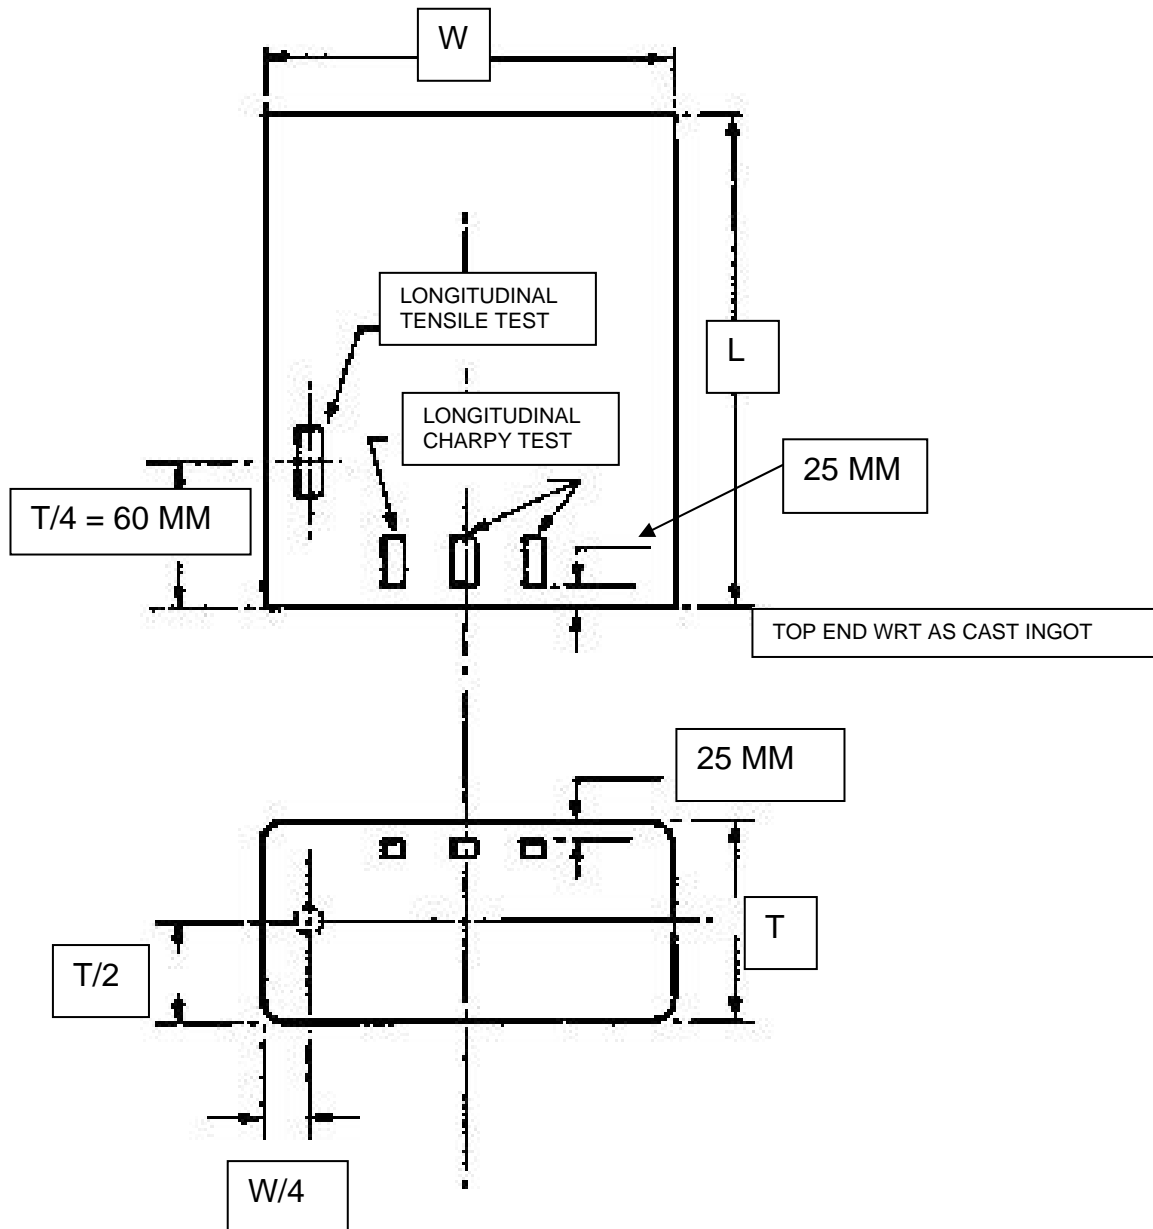 W
LONGITUDINAL
TENSILE TEST
L
LONGITUDINAL
CHARPY TEST
25 MM
T/4 = 60 MM
TOP END WRT AS CAST INGOT
25 MM
T
T/2
W/4